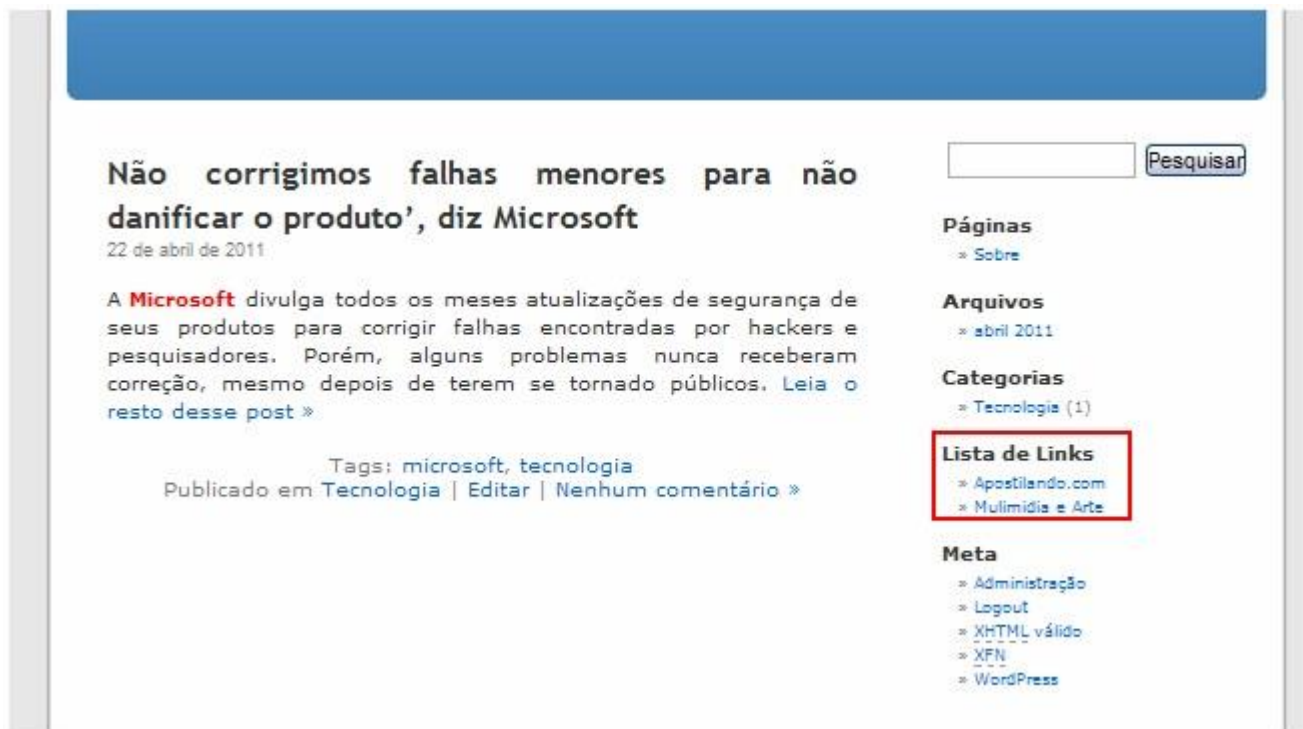 Não corrigimos falhas menores para não
danificar o produto’, diz Microsoft
22 de abril de 2011
A Microsoft divulga todos os meses atualizações de segurança de
seus produtos para corrigir falhas encontradas por hackers e
pesquisadores. Porém, alguns problemas nunca receberam
correção, mesmo depois de terem se tornado públicos. Leia o
resto desse post »
Tags: microsoft, tecnologia
Publicado em Tecnologia | Editar | Nenhum comentário »
Pesquisar
Páginas
» Sobre
Arquivos
» abril 2011
Categorias
» Tecnologia (1)
Lista de Links
» Apostilando.com
» Mulimidia e Arte
Meta
» Administração
» Logout
» XHTML válido
» XFN
» WordPress